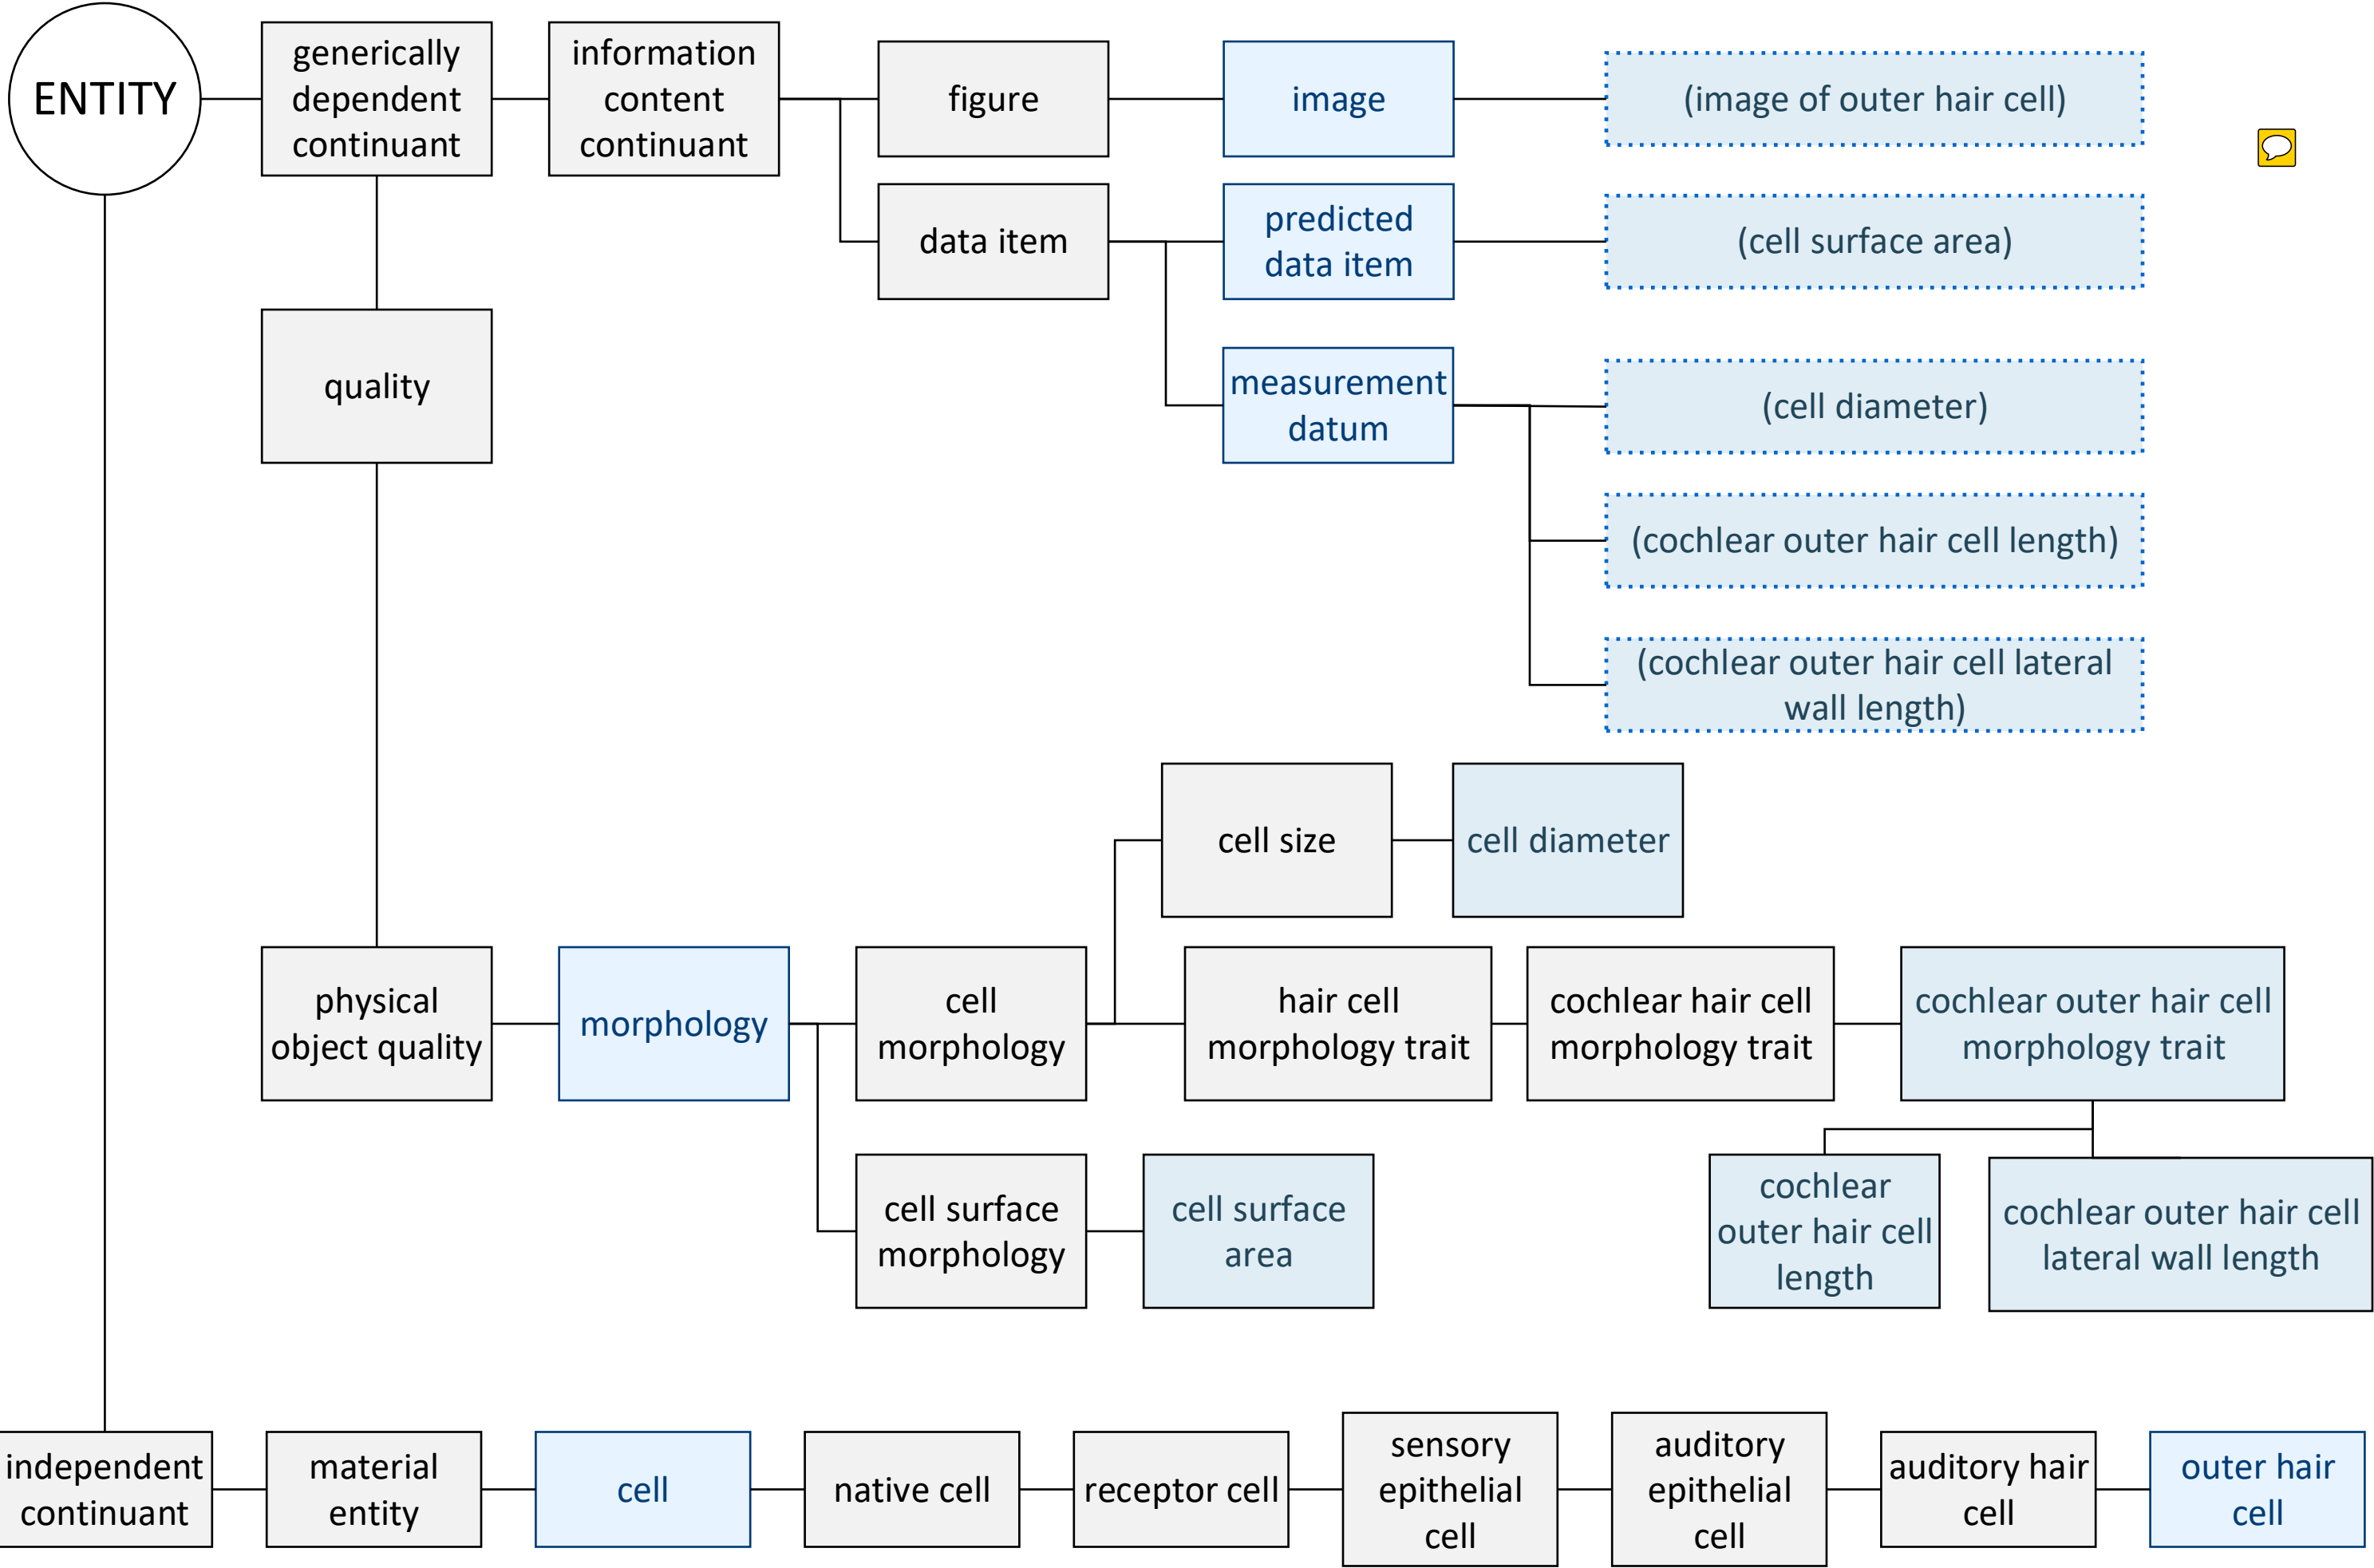 ENTITY
generically
dependent
continuant
information
content
continuant
figure
image
(image of outer hair cell)
data item
predicted
data item
(cell surface area)
quality
measurement
datum
(cell diameter)
(cochlear outer hair cell length)
(cochlear outer hair cell lateral
wall length)
cell size
cell diameter
physical
object quality
morphology
cell
morphology
hair cell
morphology trait
cochlear hair cell
morphology trait
cochlear outer hair cell
morphology trait
cell surface
morphology
cell surface
area
cochlear
outer hair cell
length
cochlear outer hair cell
lateral wall length
independent
continuant
material
entity
cell
native cell
receptor cell
sensory
epithelial
cell
auditory
epithelial
cell
auditory hair
cell
outer hair
cell